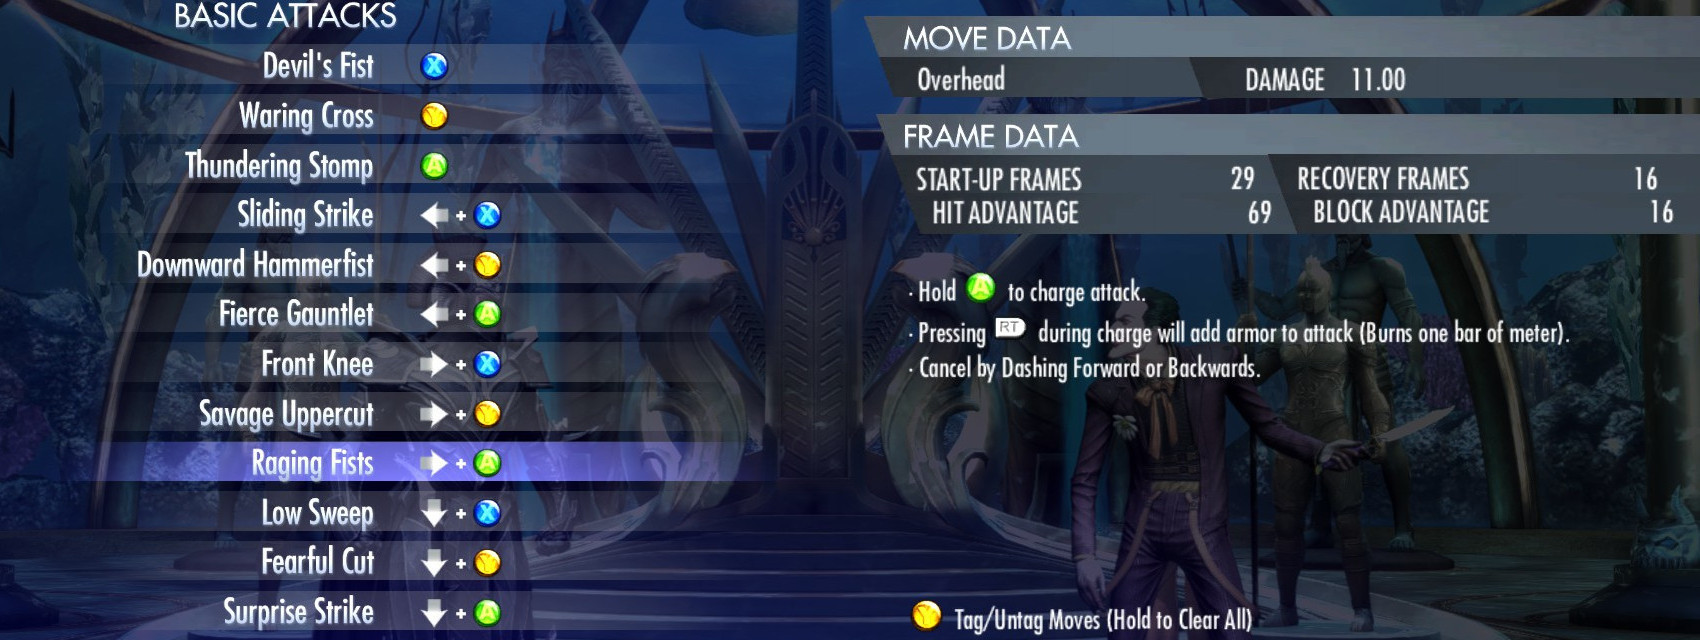 BASIC ATTACKS
Devil's Fist X
Waring Cross Y
Thundering Stomp A
Sliding Strike + X
Downward Hammerfist + Y
Fierce Gauntlet + A
Front Knee + X
Savage Uppercut + Y
Raging Fists + A
Low Sweep + X
Fearful Cut + Y
Surprise Strike + A
MOVE DATA
Overhead DAMAGE 11.00
FRAME DATA
START-UP FRAMES 29 RECOVERY FRAMES 16
HIT ADVANTAGE 69 BLOCK ADVANTAGE 16
· Hold A to charge attack.
· Pressing RT during charge will add armor to attack (Burns one bar of meter).
· Cancel by Dashing Forward or Backwards.
Y Tag/Untag Moves (Hold to Clear All)